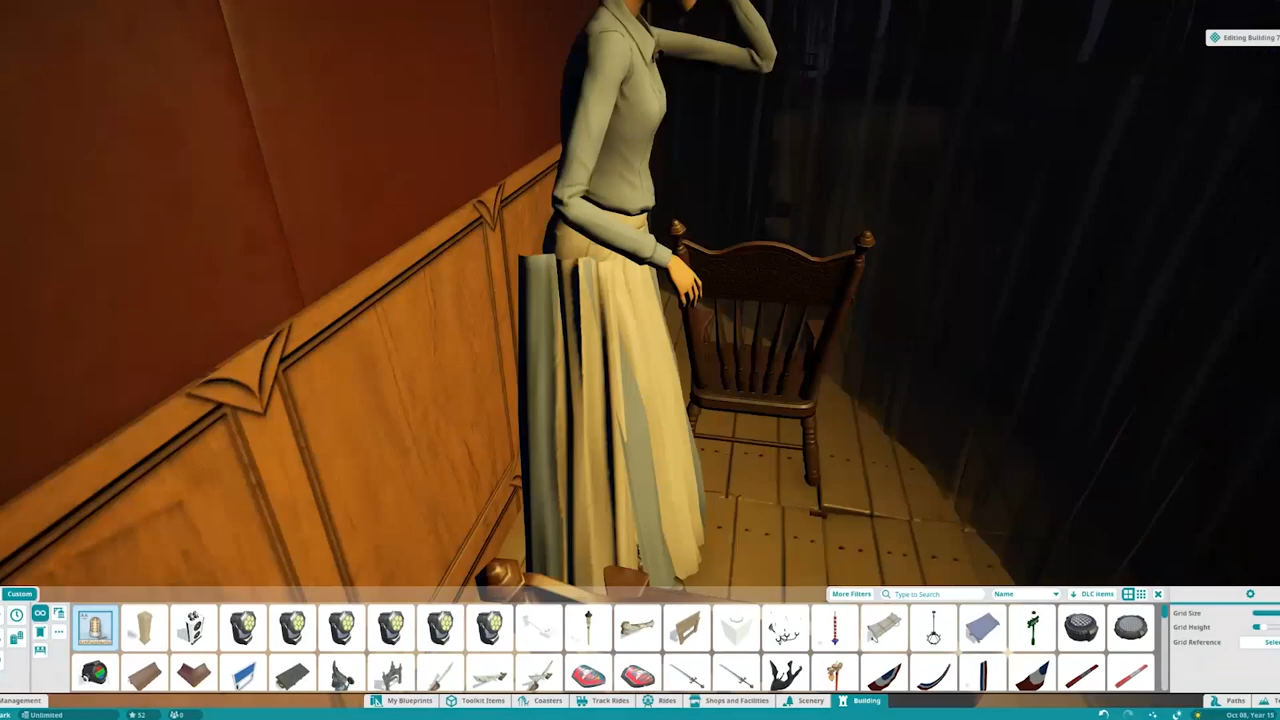 Editing Building 7
Custom
More Filters
Type to Search
Name
DLC Items
Grid Size
Grid Height
Grid Reference
Management
My Blueprints
Toolkit Items
Coasters
Track Rides
Rides
Shops and Facilities
Scenery
Building
Paths
Unlimited
52
0
Oct 08, Year 15